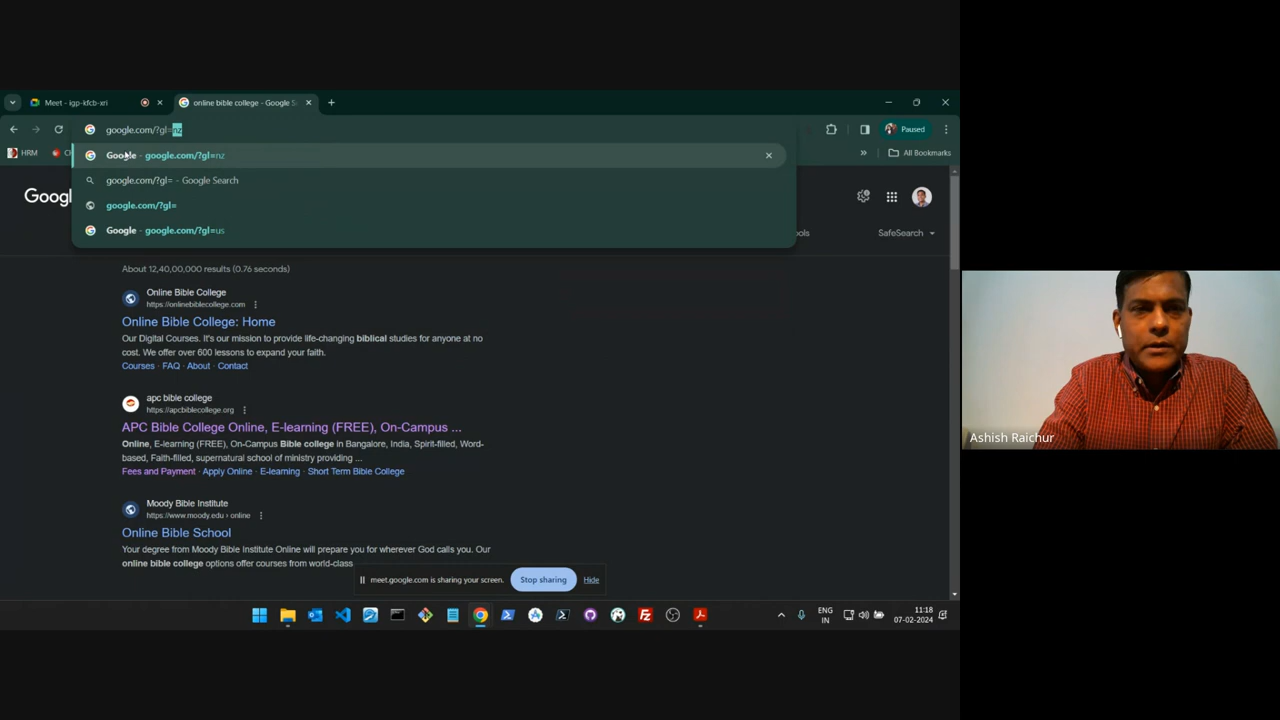 Meet - igp-kfcb-xri
online bible college - Google S
google.com/?gl=nz
Paused
Google - google.com/?gl=nz
HRM
All Bookmarks
google.com/?gl= - Google Search
Googl
google.com/?gl=
Google - google.com/?gl=us
ools
SafeSearch
About 12,40,00,000 results (0.76 seconds)
Online Bible College
https://onlinebiblecollege.com
Online Bible College: Home
Our Digital Courses. It's our mission to provide life-changing biblical studies for anyone at no
cost. We offer over 600 lessons to expand your faith.
Courses · FAQ · About · Contact
apc bible college
https://apcbiblecollege.org
APC Bible College Online, E-learning (FREE), On-Campus ...
Online, E-learning (FREE), On-Campus Bible college in Bangalore, India, Spirit-filled, Word-
based, Faith-filled, supernatural school of ministry providing ...
Fees and Payment · Apply Online · E-learning · Short Term Bible College
Moody Bible Institute
https://www.moody.edu › online
Online Bible School
Your degree from Moody Bible Institute Online will prepare you for wherever God calls you. Our
online bible college options offer courses from world-class
meet.google.com is sharing your screen.
Stop sharing
Hide
ENG
IN
11:18
07-02-2024
Ashish Raichur